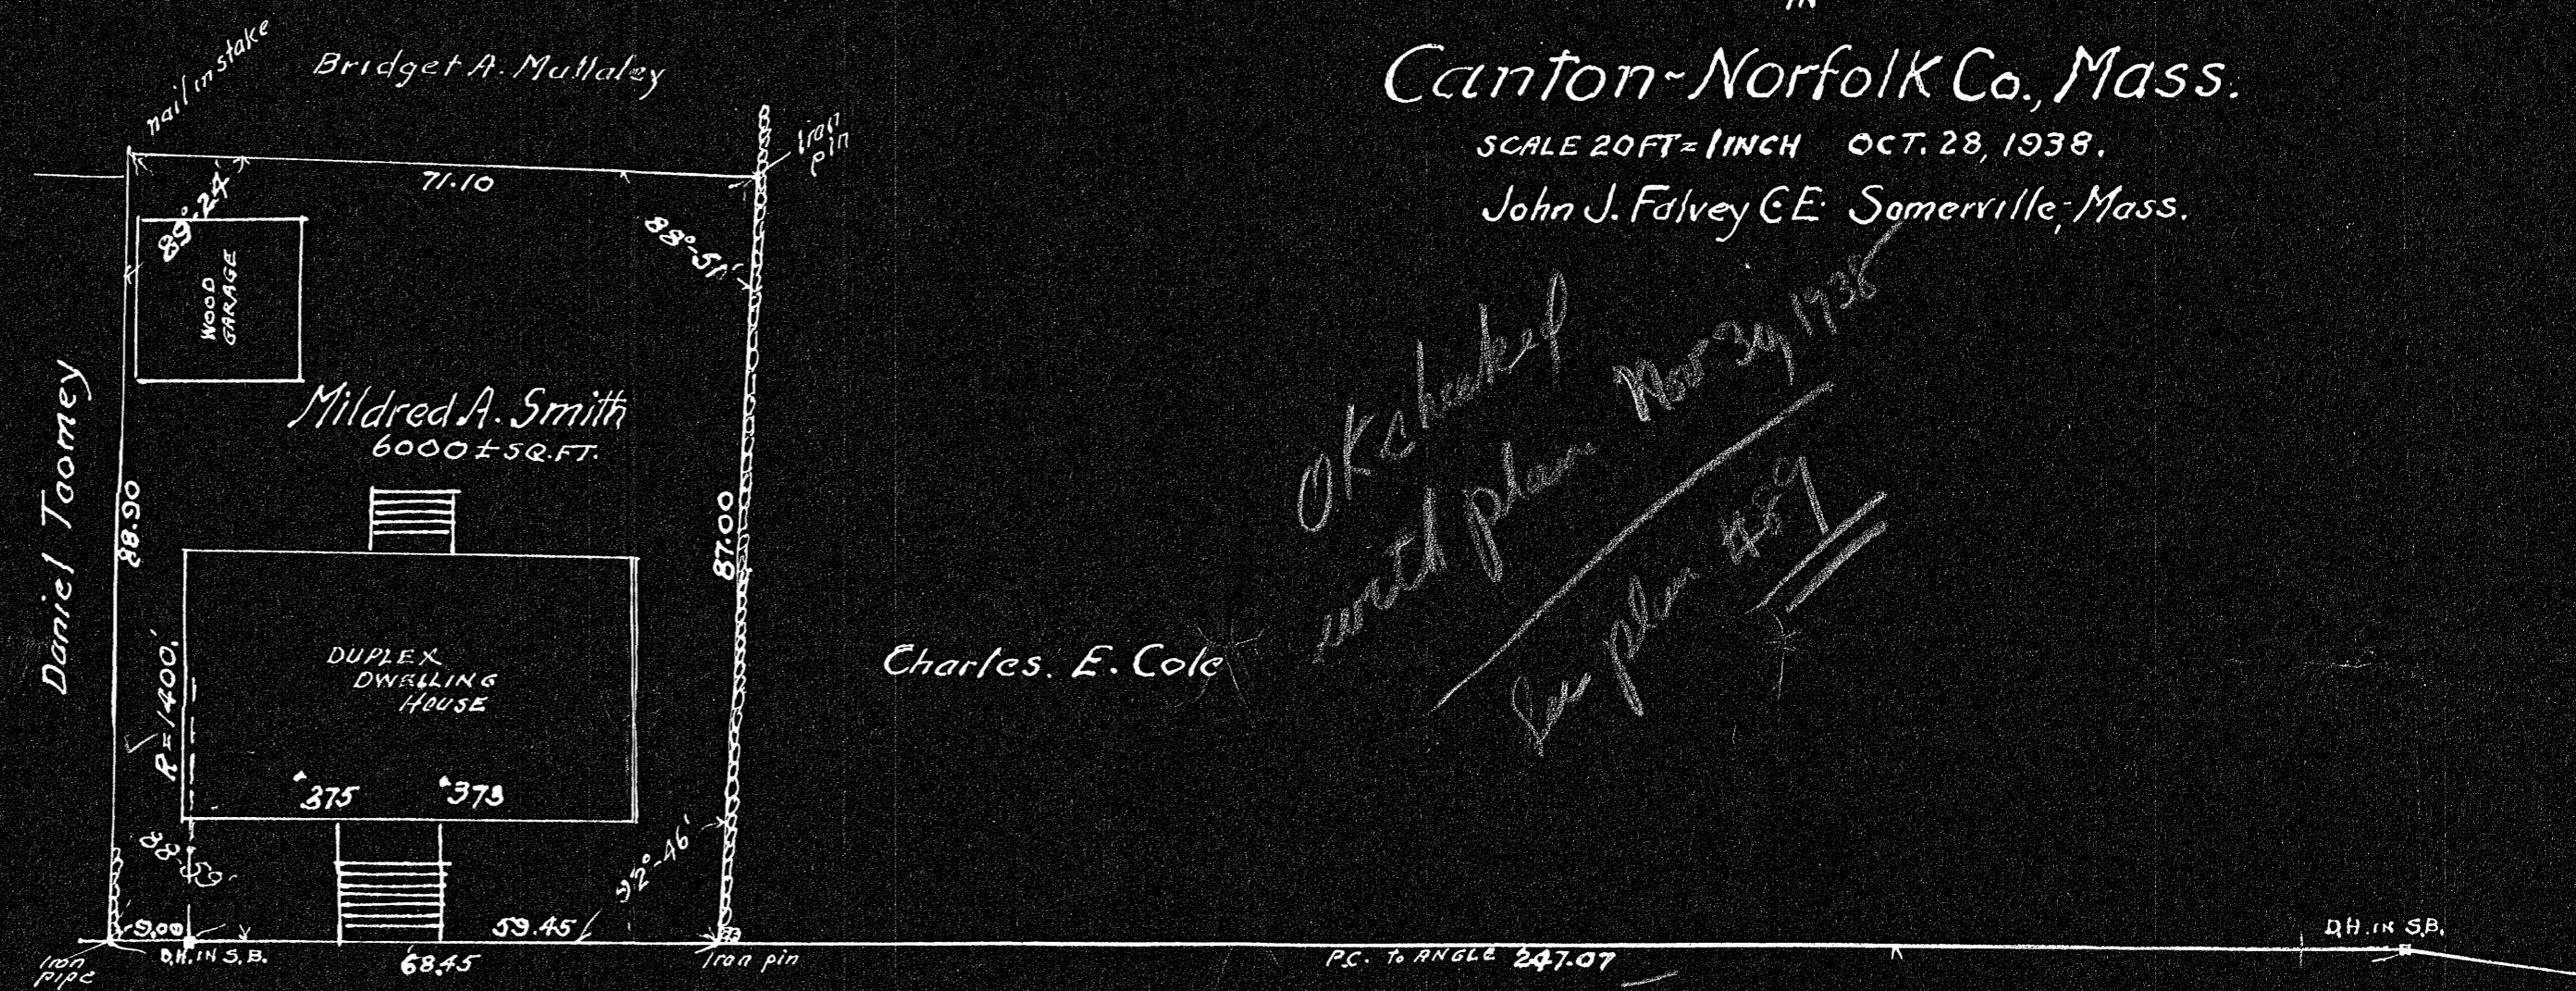 IN
Canton-Norfolk Co., Mass.
SCALE 20FT=1INCH OCT. 28, 1938.
John J. Falvey C.E. Somerville, Mass.
nail in stake
Bridget A. Mullaley
Iron
pin
71.10
89°-24'
88°-51'
WOOD
GARAGE
Mildred A. Smith
6000± SQ.FT.
Daniel Toomey
88.90
87.00
R=1400.'
DUPLEX
DWELLING
HOUSE
375
373
Charles. E. Cole
OK checked
with plan Nov 30, 1938
See plan 489
92°-46'
9.00
59.45
D.H. IN S.B.
68.45
Iron
pipe
Iron pin
P.C. To ANGLE 247.07
D.H. IN S.B.